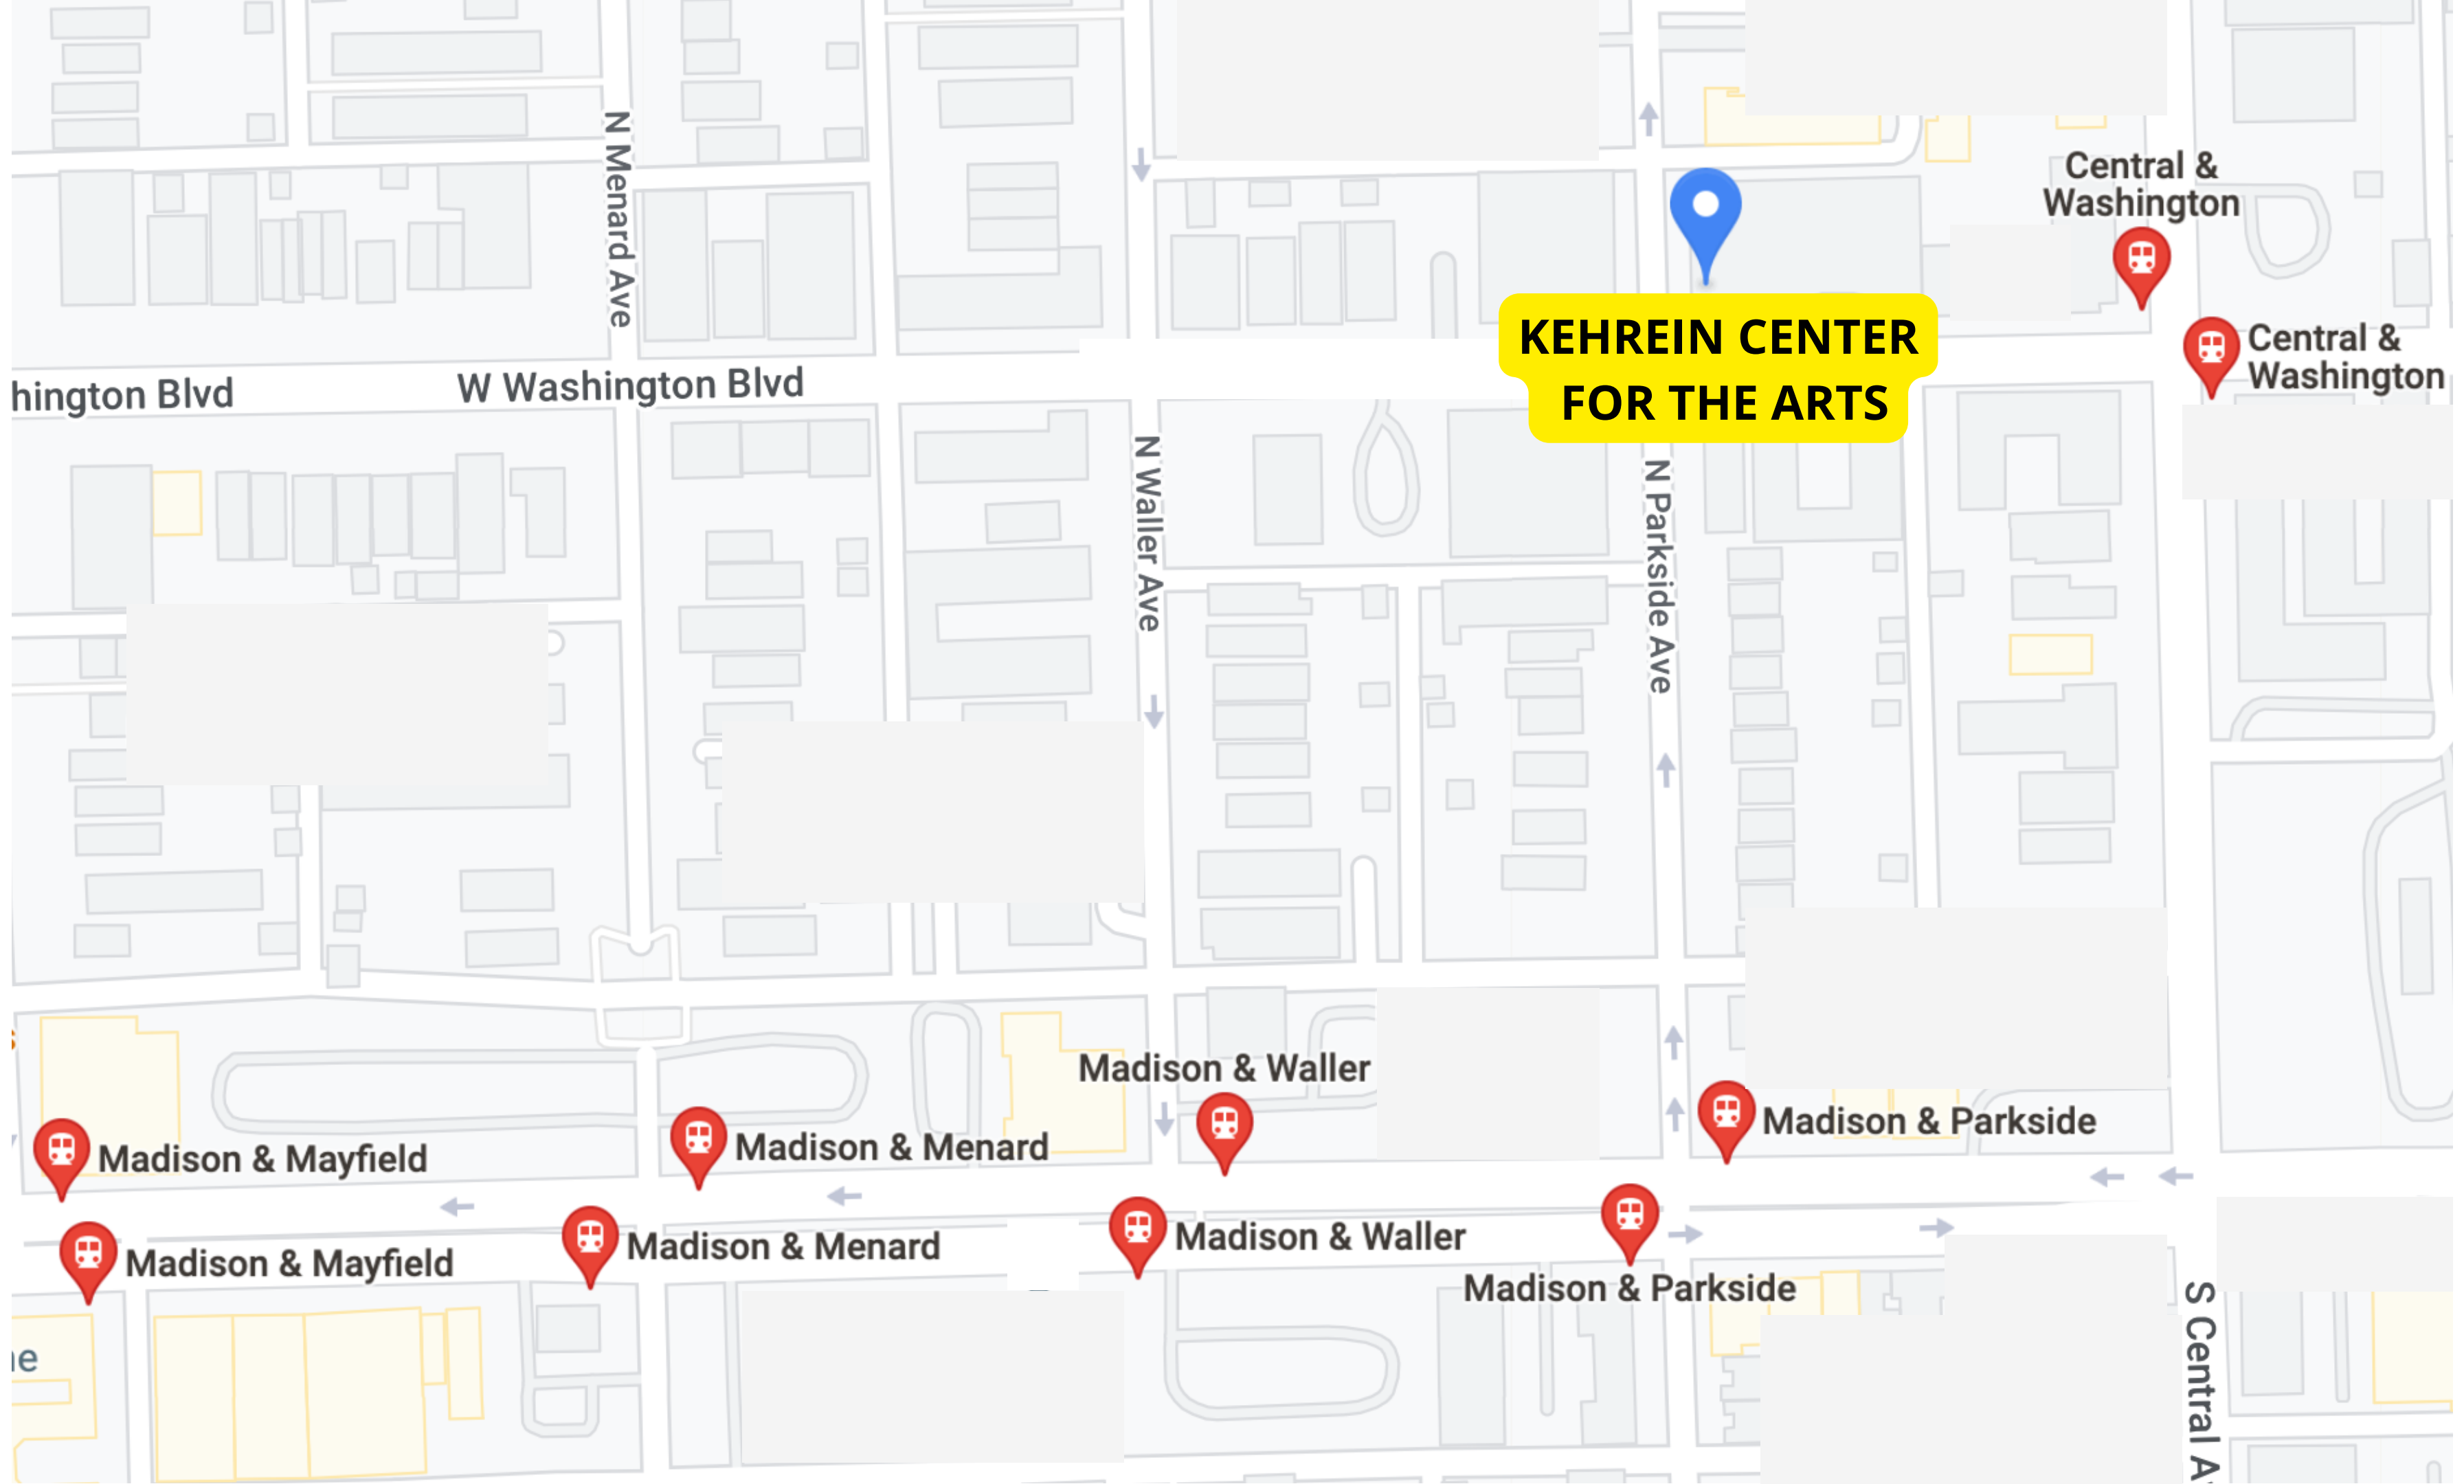 N Menard Ave
Central &
Washington
KEHREIN CENTER
FOR THE ARTS
Central &
Washington
hington Blvd
W Washington Blvd
N Waller Ave
N Parkside Ave
Madison & Waller
Madison & Parkside
Madison & Mayfield
Madison & Menard
Madison & Mayfield
Madison & Menard
Madison & Waller
Madison & Parkside
S Central A